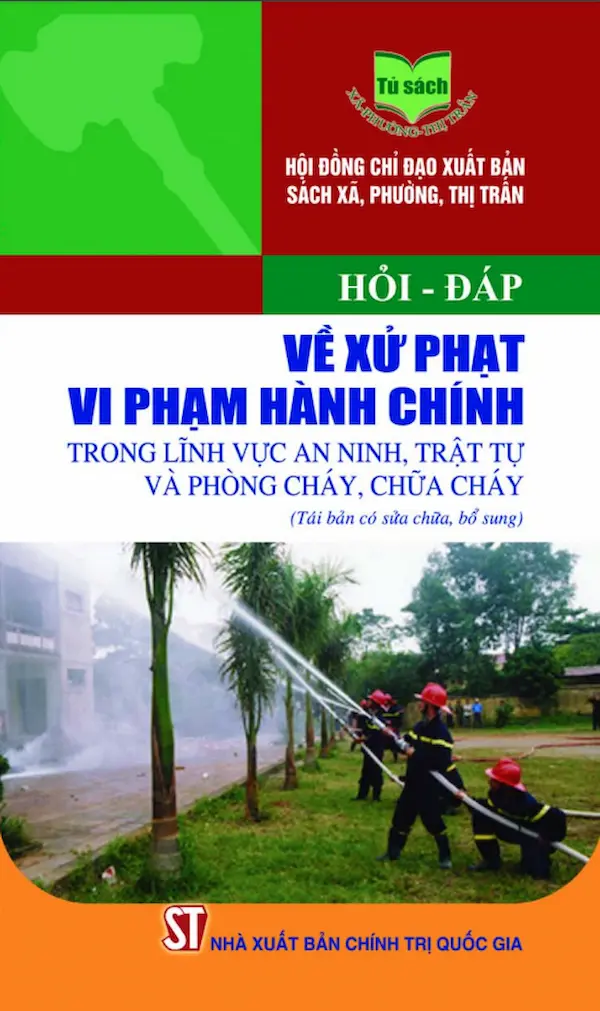 Tủ sách
XÃ-PHƯỜNG-THỊ TRẤN
HỘI ĐỒNG CHỈ ĐẠO XUẤT BẢN
SÁCH XÃ, PHƯỜNG, THỊ TRẤN
HỎI - ĐÁP
VỀ XỬ PHẠT
VI PHẠM HÀNH CHÍNH
TRONG LĨNH VỰC AN NINH, TRẬT TỰ
VÀ PHÒNG CHÁY, CHỮA CHÁY
(Tái bản có sửa chữa, bổ sung)
ST NHÀ XUẤT BẢN CHÍNH TRỊ QUỐC GIA